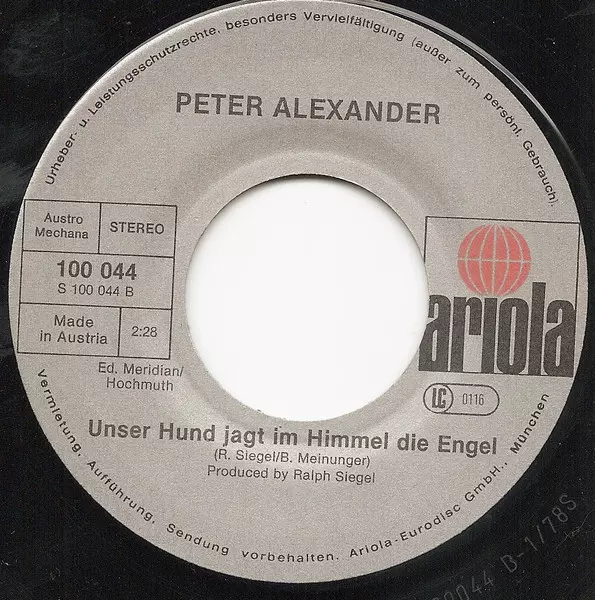 Urheber- u. Leistungsschutzrechte, besonders Vervielfältigung (außer zum persönl. Gebrauch).
PETER ALEXANDER
Austro
Mechana
STEREO
100 044
S 100 044 B
Made
in Austria
2:28
Ed. Meridian/
Hochmuth
ariola
LC 0116
Unser Hund jagt im Himmel die Engel
(R. Siegel/B. Meinunger)
Produced by Ralph Siegel
Vermietung, Aufführung, Sendung vorbehalten. Ariola-Eurodisc GmbH., München
B-1/78S